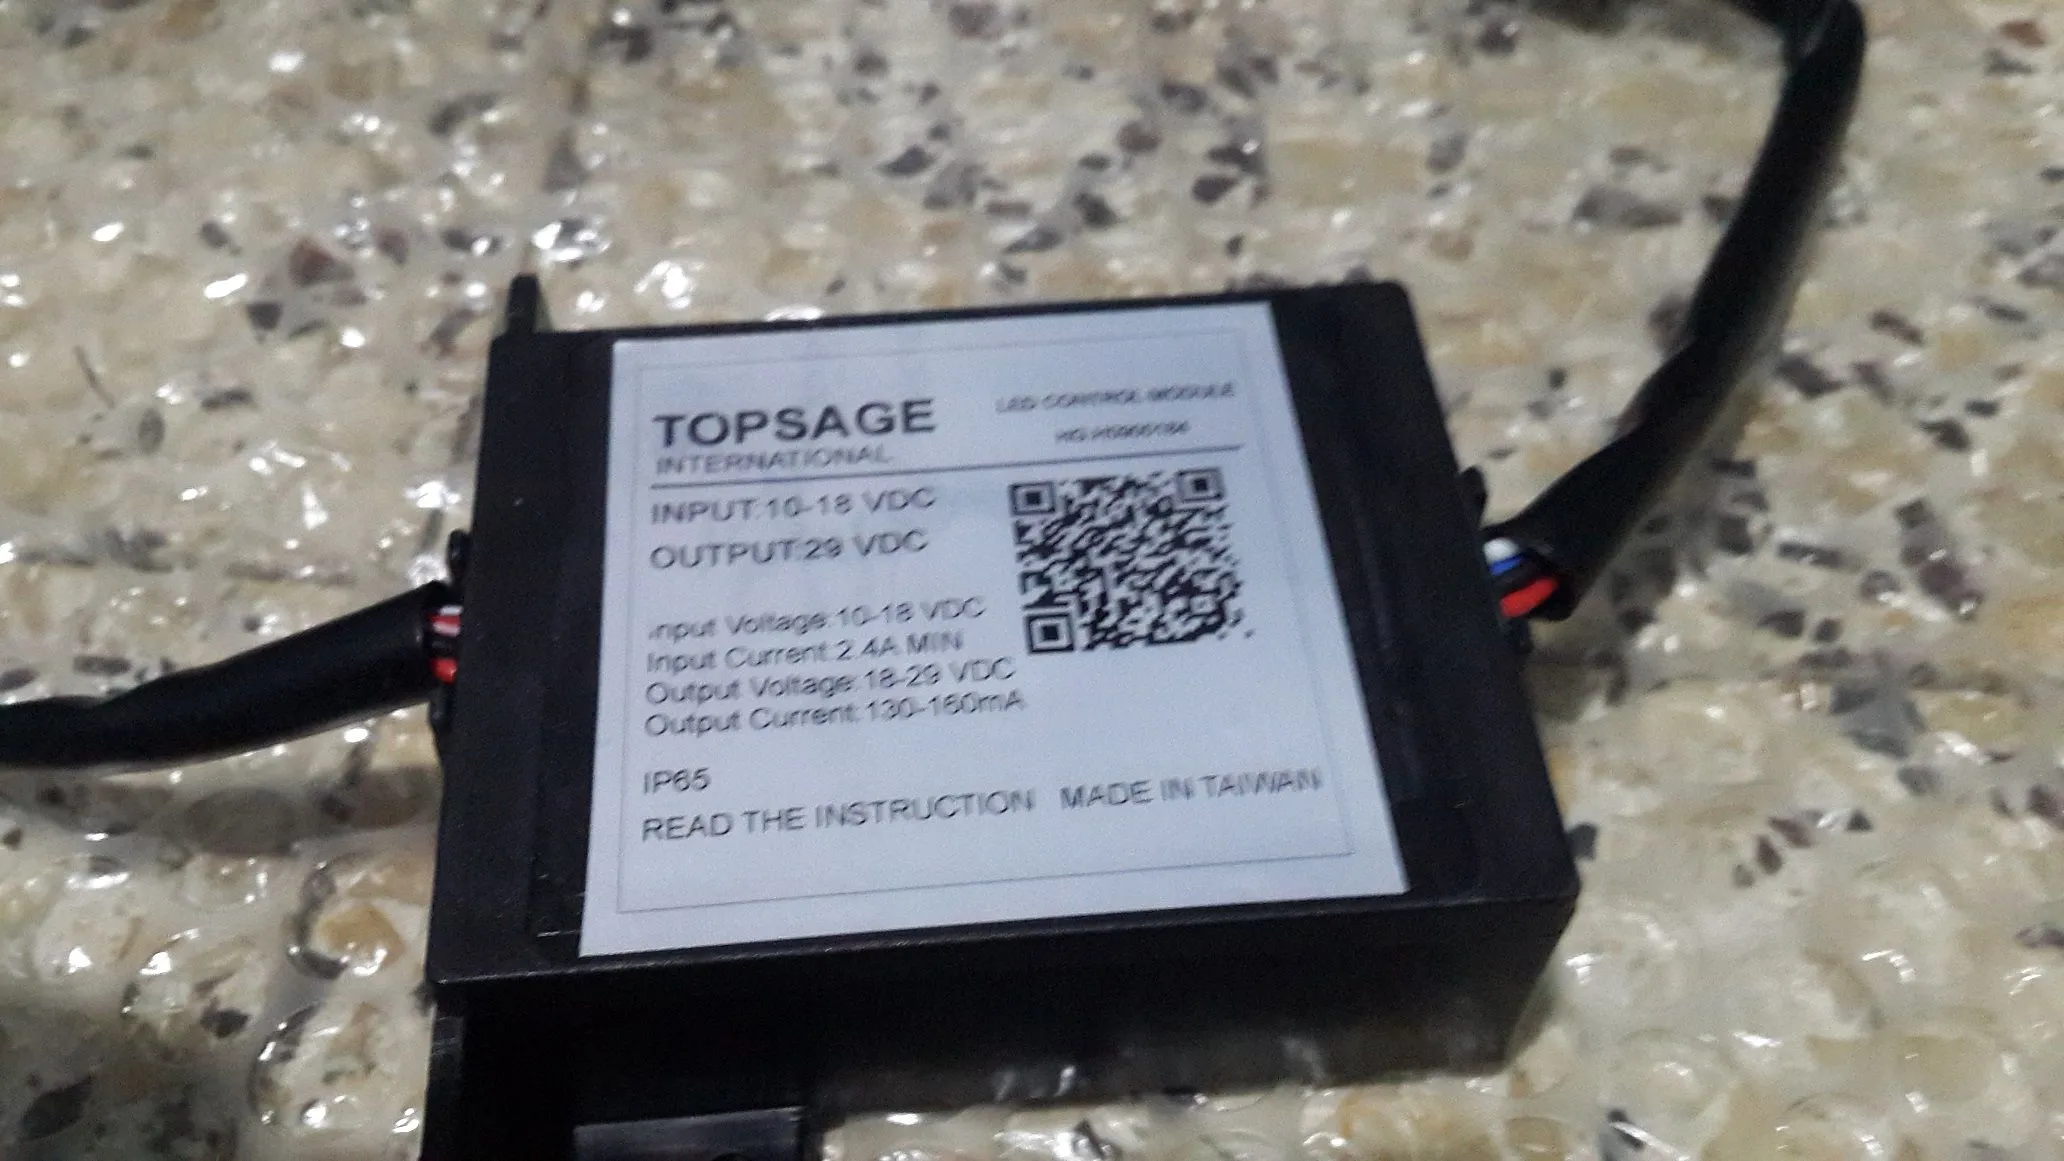 TOPSAGE
INTERNATIONAL
LED CONTROL MODULE
INPUT:10-18 VDC
OUTPUT:29 VDC
Input Voltage:10-18 VDC
Input Current:2.4A MIN
Output Voltage:18-29 VDC
Output Current:130-160mA
IP65
READ THE INSTRUCTION MADE IN TAIWAN